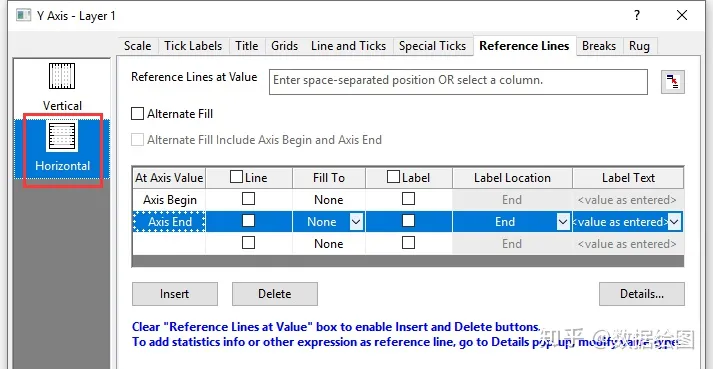 Y Axis - Layer 1
?
Scale Tick Labels Title Grids Line and Ticks Special Ticks Reference Lines Breaks Rug
Vertical
Horizontal
Reference Lines at Value Enter space-separated position OR select a column.
Alternate Fill
Alternate Fill Include Axis Begin and Axis End
At Axis Value Line Fill To Label Label Location Label Text
Axis Begin None End <value as entered>
Axis End None End <value as entered>
None End <value as entered>
Insert Delete Details...
Clear "Reference Lines at Value" box to enable Insert and Delete buttons.
To add statistics info or other expression as reference line, go to Details popup, modify value type.
知乎 @数据绘图